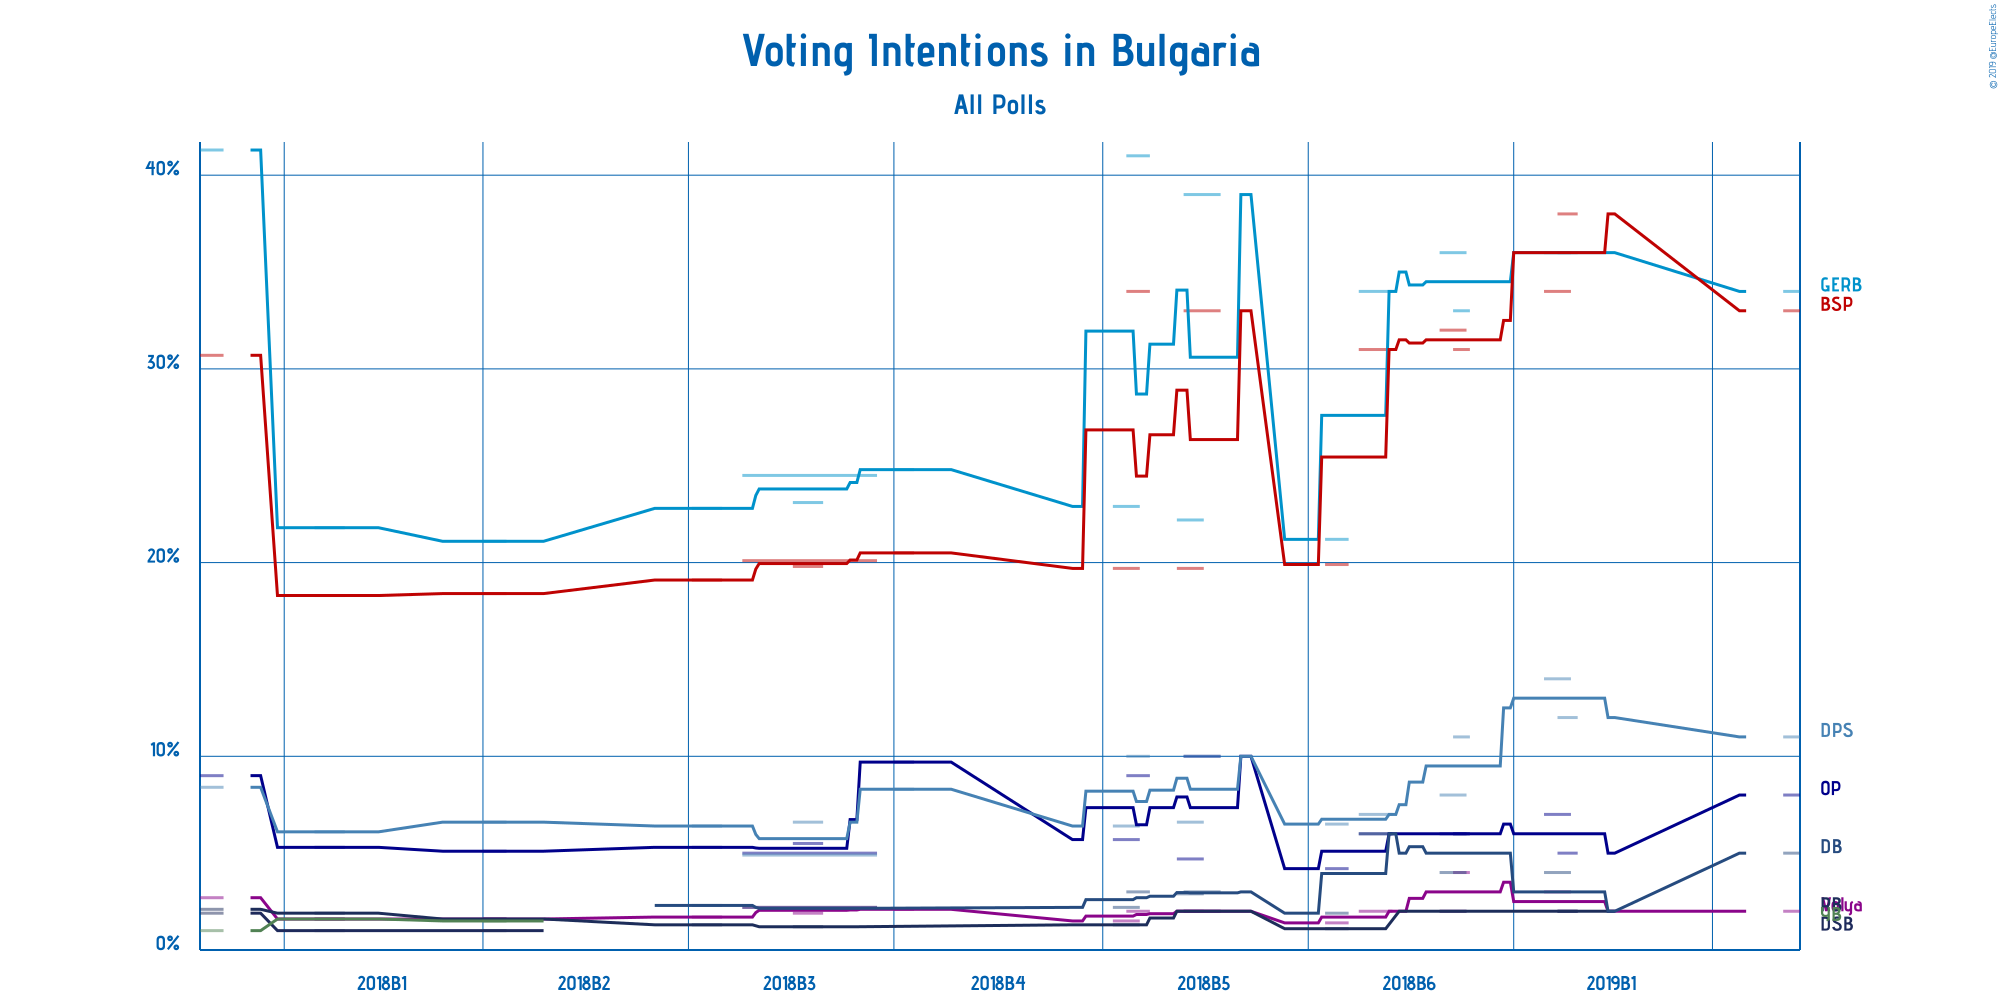 Voting Intentions in Bulgaria
All Polls
© 2019 @EuropeElects
40%
30%
20%
10%
0%
GERB
BSP
DPS
OP
DB
Volya
DSB
2018B1
2018B2
2018B3
2018B4
2018B5
2018B6
2019B1